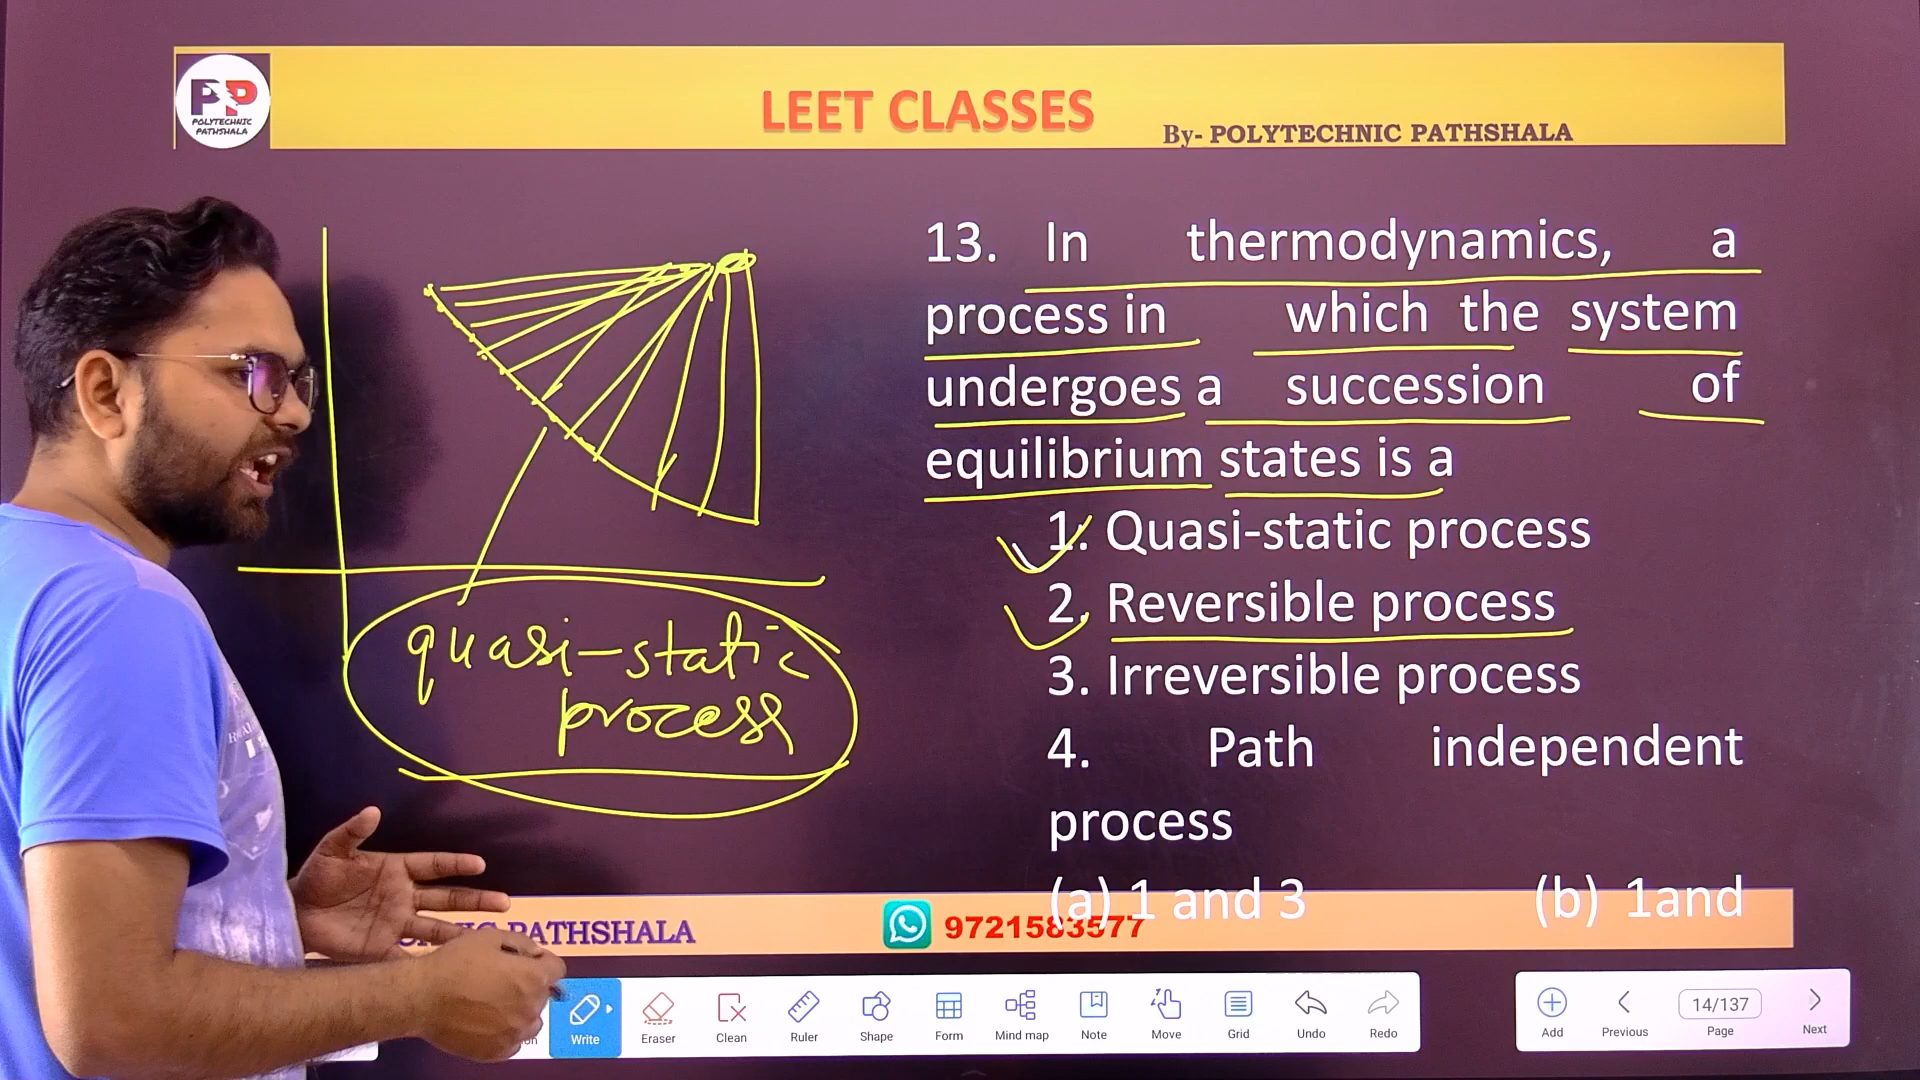 PP
POLYTECHNIC
PATHSHALA
LEET CLASSES
By- POLYTECHNIC PATHSHALA
13. In thermodynamics, a
process in which the system
undergoes a succession of
equilibrium states is a
1. Quasi-static process
2. Reversible process
3. Irreversible process
4. Path independent
process
(a) 1 and 3 (b) 1and
quasi-static
process
PATHSHALA
9721583577
Write
Eraser
Clean
Ruler
Shape
Form
Mind map
Note
Move
Grid
Undo
Redo
Add
Previous
14/137
Page
Next